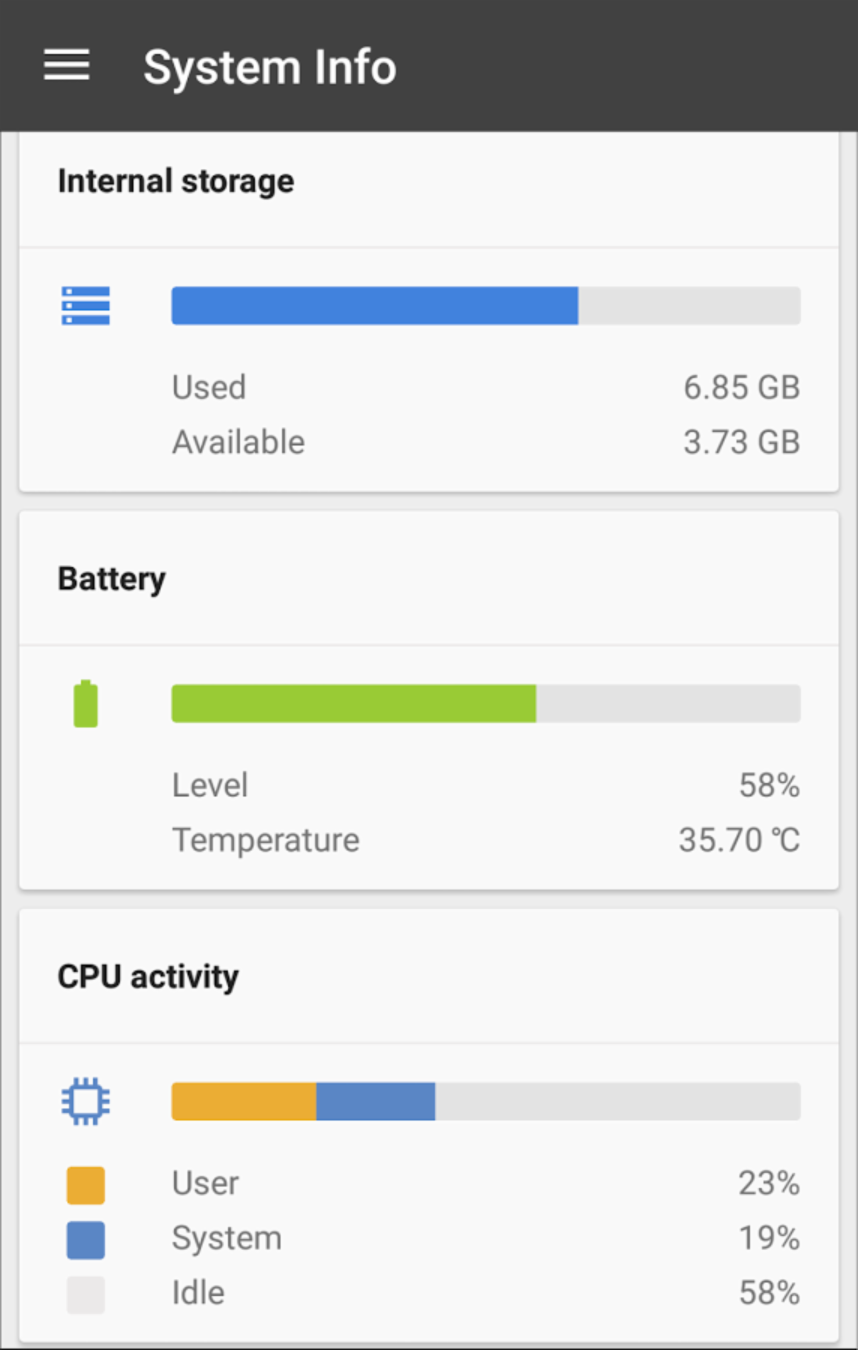 System Info
Internal storage
Used 6.85 GB
Available 3.73 GB
Battery
Level 58%
Temperature 35.70 ℃
CPU activity
User 23%
System 19%
Idle 58%